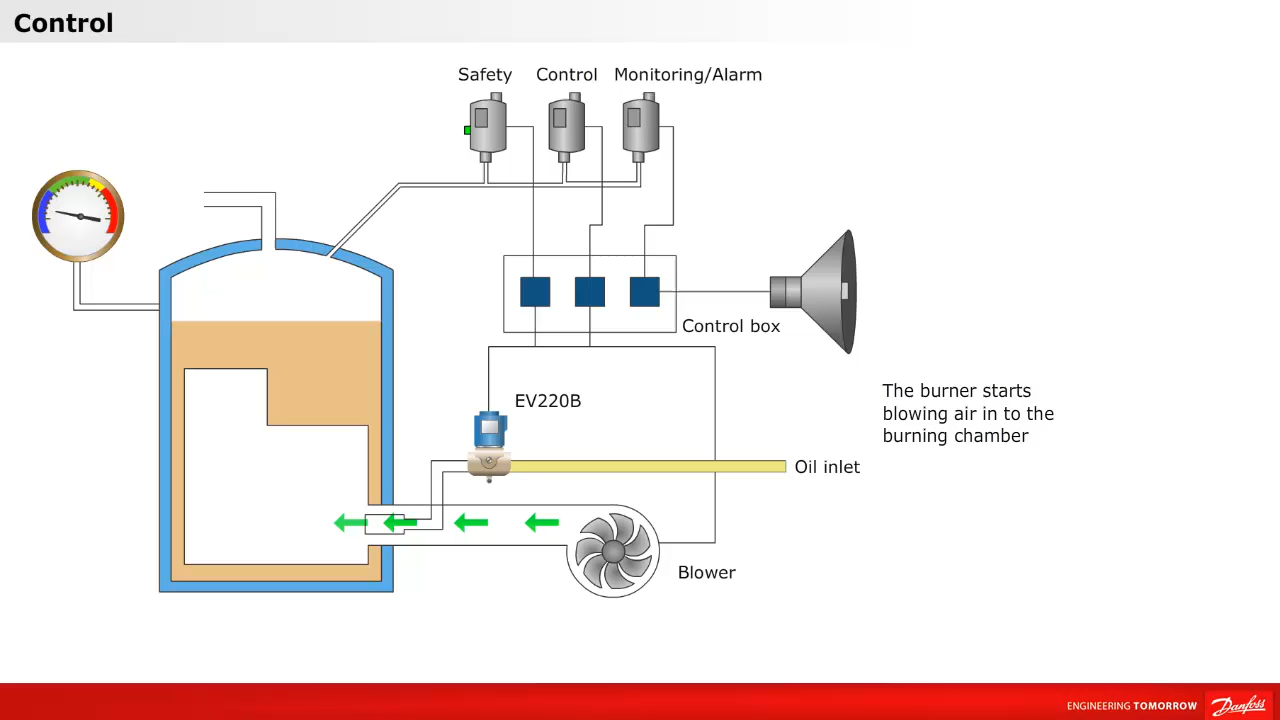 Control
Safety
Control
Monitoring/Alarm
Control box
EV220B
The burner starts
blowing air in to the
burning chamber
Oil inlet
Blower
ENGINEERING TOMORROW
Danfoss